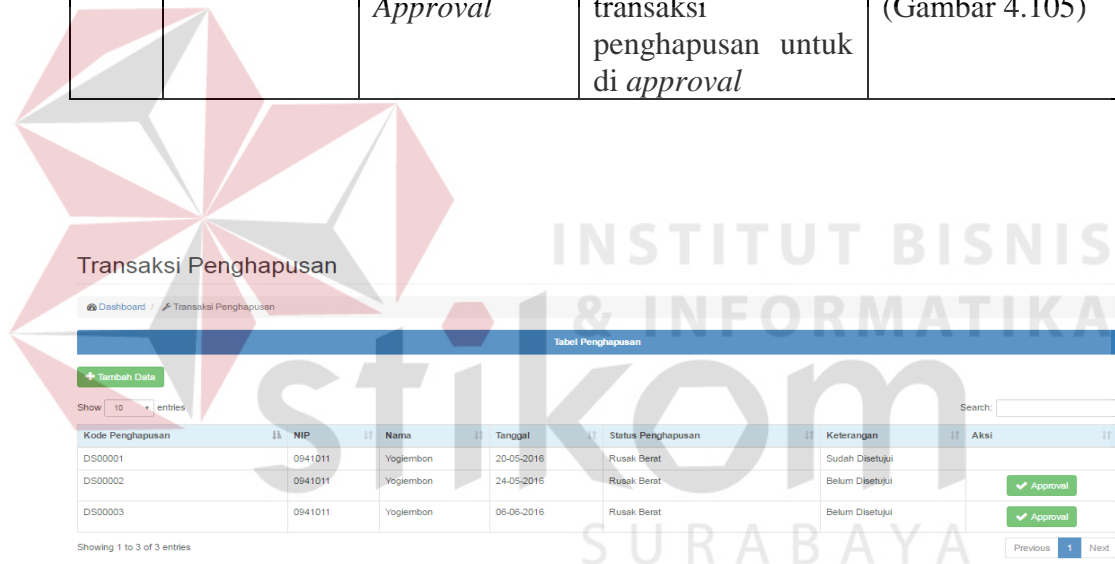 Approval
transaksi
penghapusan untuk
di approval
(Gambar 4.105)
INSTITUT BISNIS
& INFORMATIKA
stikom
SURABAYA
Transaksi Penghapusan
Dashboard / Transaksi Penghapusan
Tabel Penghapusan
+ Tambah Data
Show 10 entries
Search:
Kode Penghapusan NIP Nama Tanggal Status Penghapusan Keterangan Aksi
DS00001 0941011 Yogiembon 20-05-2016 Rusak Berat Sudah Disetujui
DS00002 0941011 Yogiembon 24-05-2016 Rusak Berat Belum Disetujui Approval
DS00003 0941011 Yogiembon 06-06-2016 Rusak Berat Belum Disetujui Approval
Showing 1 to 3 of 3 entries
Previous 1 Next